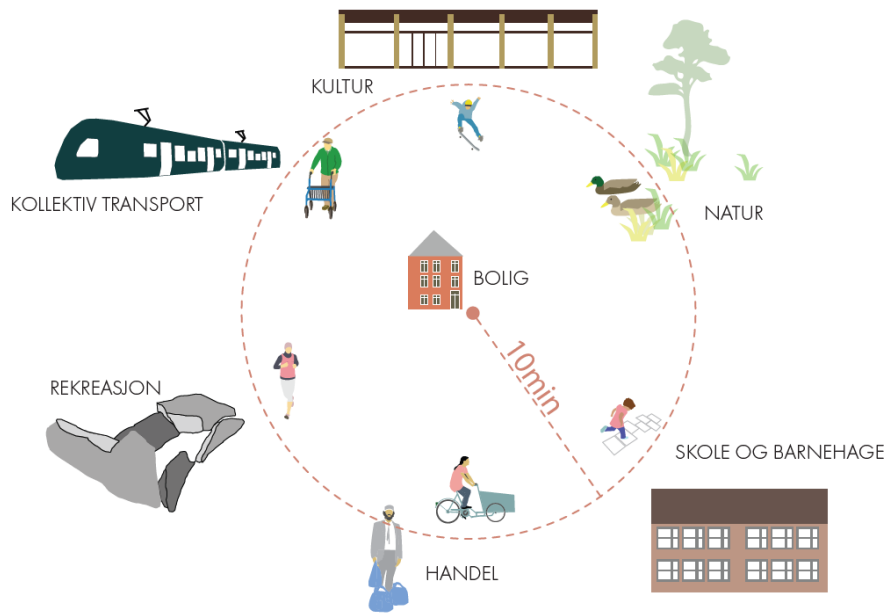 KULTUR
KOLLEKTIV TRANSPORT
NATUR
BOLIG
10min
REKREASJON
SKOLE OG BARNEHAGE
HANDEL